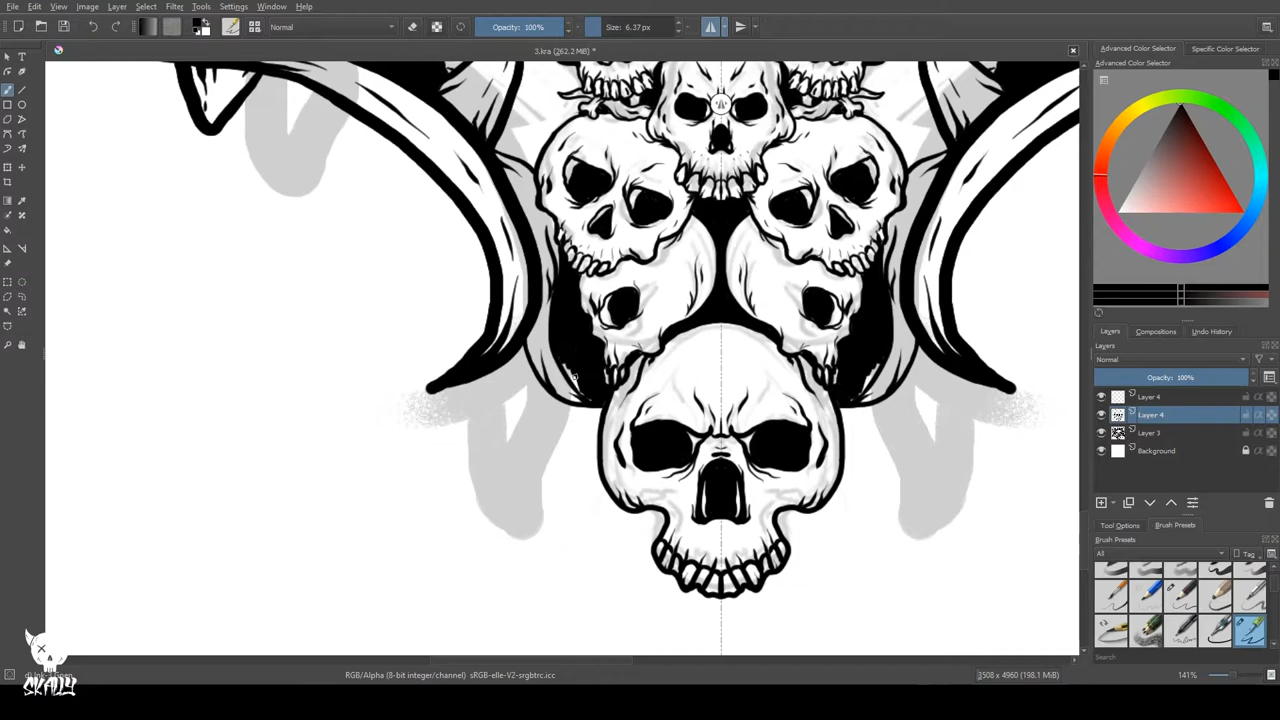 File Edit View Image Layer Select Filter Tools Settings Window Help
Normal
Opacity: 100%
Size: 6.37 px
3.kra (262.2 MiB) *
Advanced Color Selector
Specific Color Selector
Advanced Color Selector
Layers
Compositions
Undo History
Layers
Normal
Opacity: 100%
Layer 4
Layer 4
Layer 3
Background
Tool Options
Brush Presets
Brush Presets
All
Tag
Search
RGB/Alpha (8-bit integer/channel) sRGB-elle-V2-srgbtrc.icc
3508 x 4960 (198.1 MiB)
141%
SKALLY